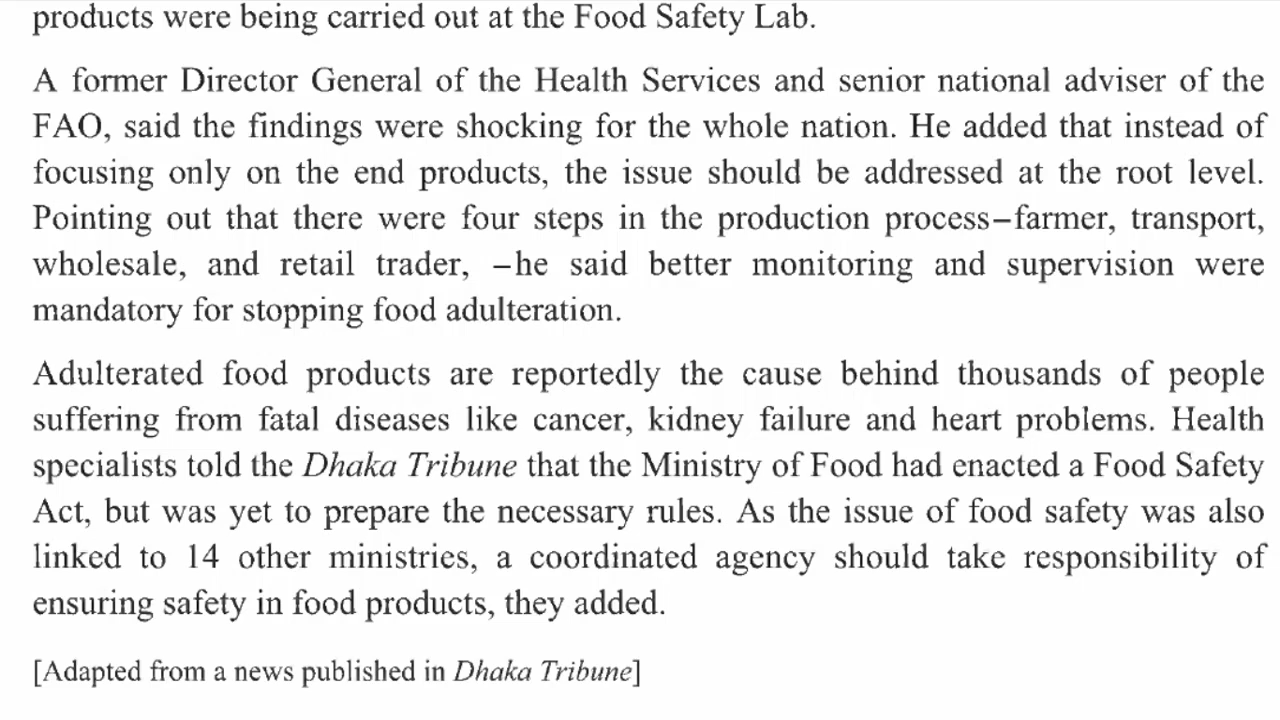 products were being carried out at the Food Safety Lab.
A former Director General of the Health Services and senior national adviser of the
FAO, said the findings were shocking for the whole nation. He added that instead of
focusing only on the end products, the issue should be addressed at the root level.
Pointing out that there were four steps in the production process–farmer, transport,
wholesale, and retail trader, –he said better monitoring and supervision were
mandatory for stopping food adulteration.
Adulterated food products are reportedly the cause behind thousands of people
suffering from fatal diseases like cancer, kidney failure and heart problems. Health
specialists told the Dhaka Tribune that the Ministry of Food had enacted a Food Safety
Act, but was yet to prepare the necessary rules. As the issue of food safety was also
linked to 14 other ministries, a coordinated agency should take responsibility of
ensuring safety in food products, they added.
[Adapted from a news published in Dhaka Tribune]